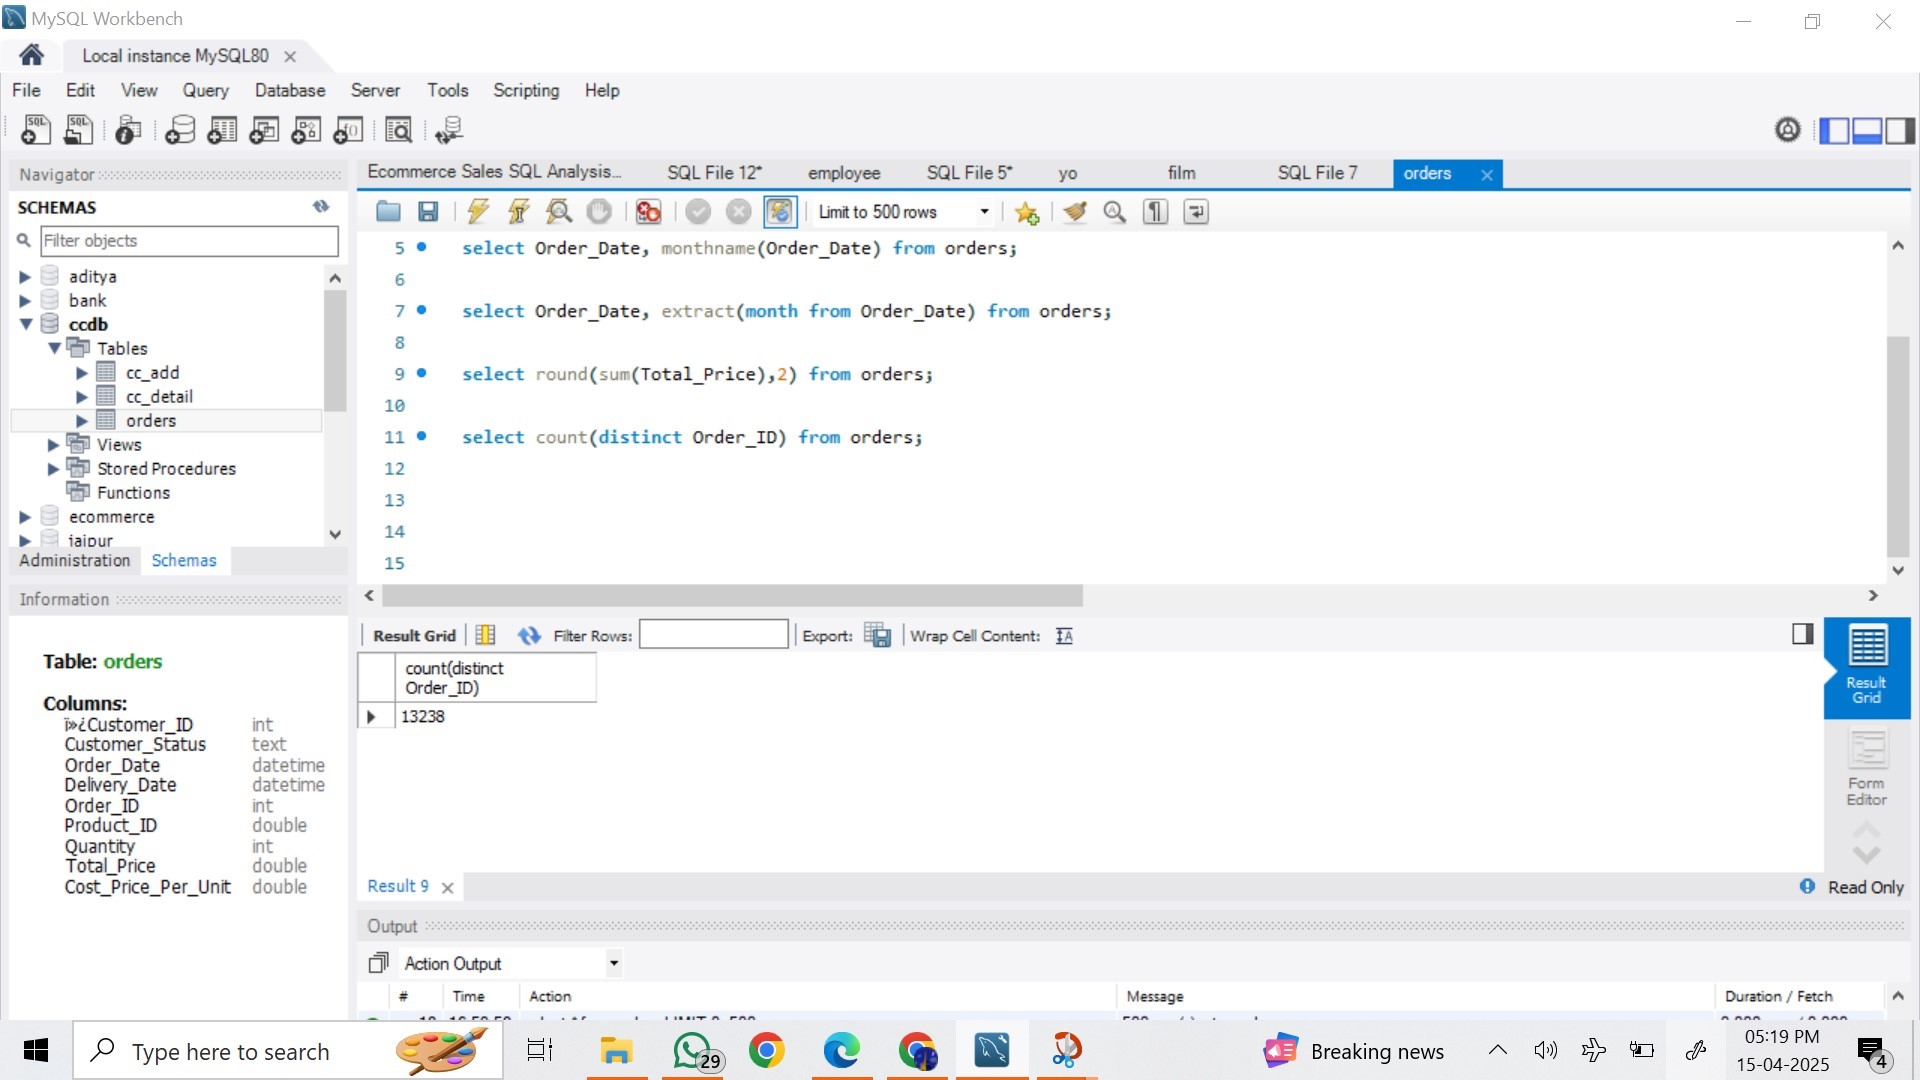 MySQL Workbench
Local instance MySQL80
File Edit View Query Database Server Tools Scripting Help
Navigator
SCHEMAS
Filter objects
aditya
bank
ccdb
Tables
cc_add
cc_detail
orders
Views
Stored Procedures
Functions
ecommerce
jaipur
Administration Schemas
Information
Table: orders
Columns:
ï»¿Customer_ID int
Customer_Status text
Order_Date datetime
Delivery_Date datetime
Order_ID int
Product_ID double
Quantity int
Total_Price double
Cost_Price_Per_Unit double
Ecommerce Sales SQL Analysis... SQL File 12* employee SQL File 5* yo film SQL File 7 orders
Limit to 500 rows
5 select Order_Date, monthname(Order_Date) from orders;
6
7 select Order_Date, extract(month from Order_Date) from orders;
8
9 select round(sum(Total_Price),2) from orders;
10
11 select count(distinct Order_ID) from orders;
12
13
14
15
Result Grid Filter Rows: Export: Wrap Cell Content:
count(distinct
Order_ID)
13238
Result
Grid
Form
Editor
Result 9
Read Only
Output
Action Output
# Time Action Message Duration / Fetch
Type here to search
29
Breaking news
05:19 PM
15-04-2025
4